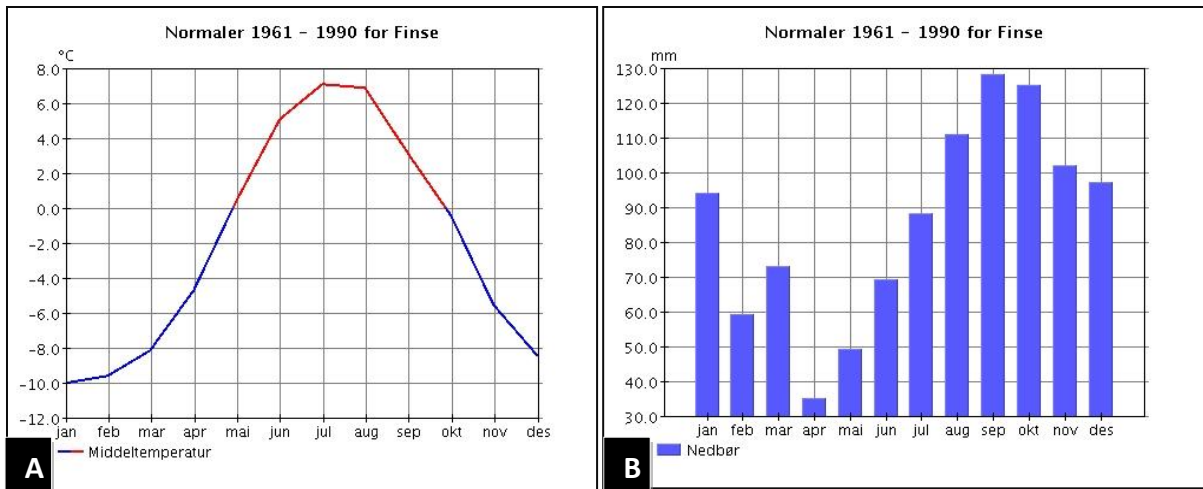 Normaler 1961 – 1990 for Finse
°C
8.0
6.0
4.0
2.0
0.0
−2.0
−4.0
−6.0
−8.0
−10.0
−12.0
jan feb mar apr mai jun jul aug sep okt nov des
Middeltemperatur
A
Normaler 1961 – 1990 for Finse
mm
130.0
120.0
110.0
100.0
90.0
80.0
70.0
60.0
50.0
40.0
30.0
jan feb mar apr mai jun jul aug sep okt nov des
Nedbør
B